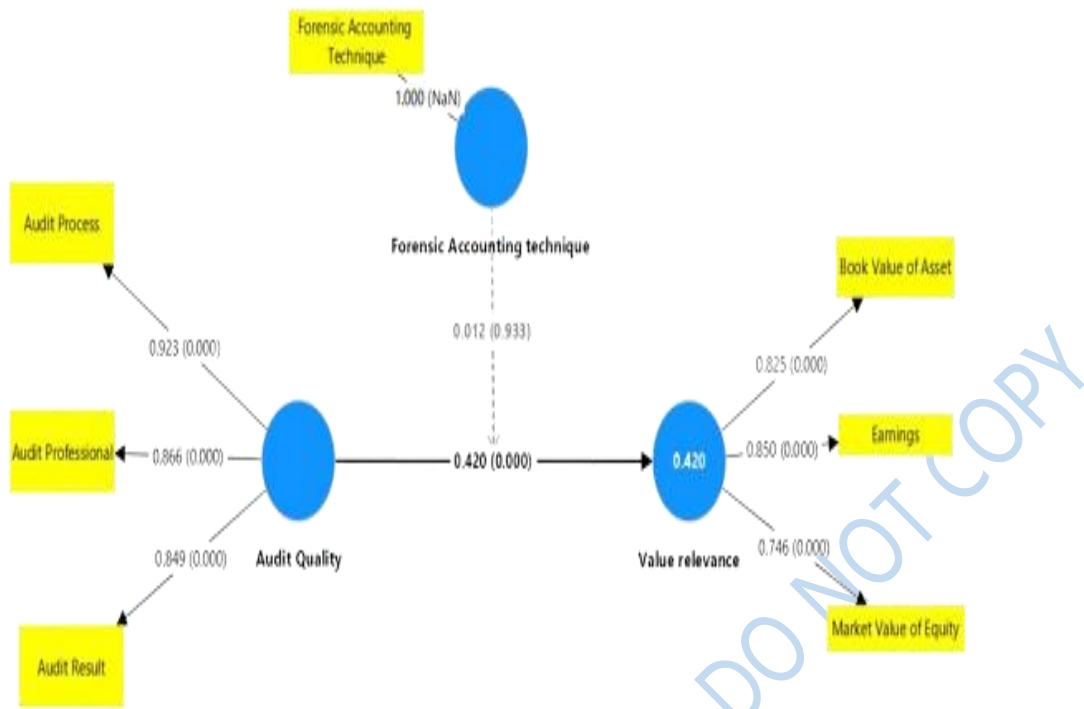 Forensic Accounting
Technique
1.000 (NaN)
Audit Process
Forensic Accounting technique
Book Value of Asset
0.012 (0.933)
0.923 (0.000)
0.825 (0.000)
Audit Professional
0.866 (0.000)
0.420 (0.000)
0.420
0.850 (0.000)
Earnings
0.849 (0.000)
Audit Quality
Value relevance
0.746 (0.000)
Market Value of Equity
Audit Result
DO NOT COPY